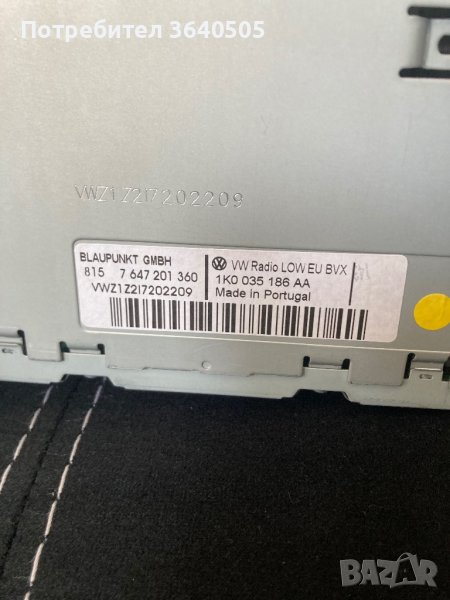 Потребител 3640505
VWZ1Z2I7202209
BLAUPUNKT GMBH
815 7 647 201 360
VWZ1Z2I7202209
VW Radio LOW EU BVX
1K0 035 186 AA
Made in Portugal
BAZAR